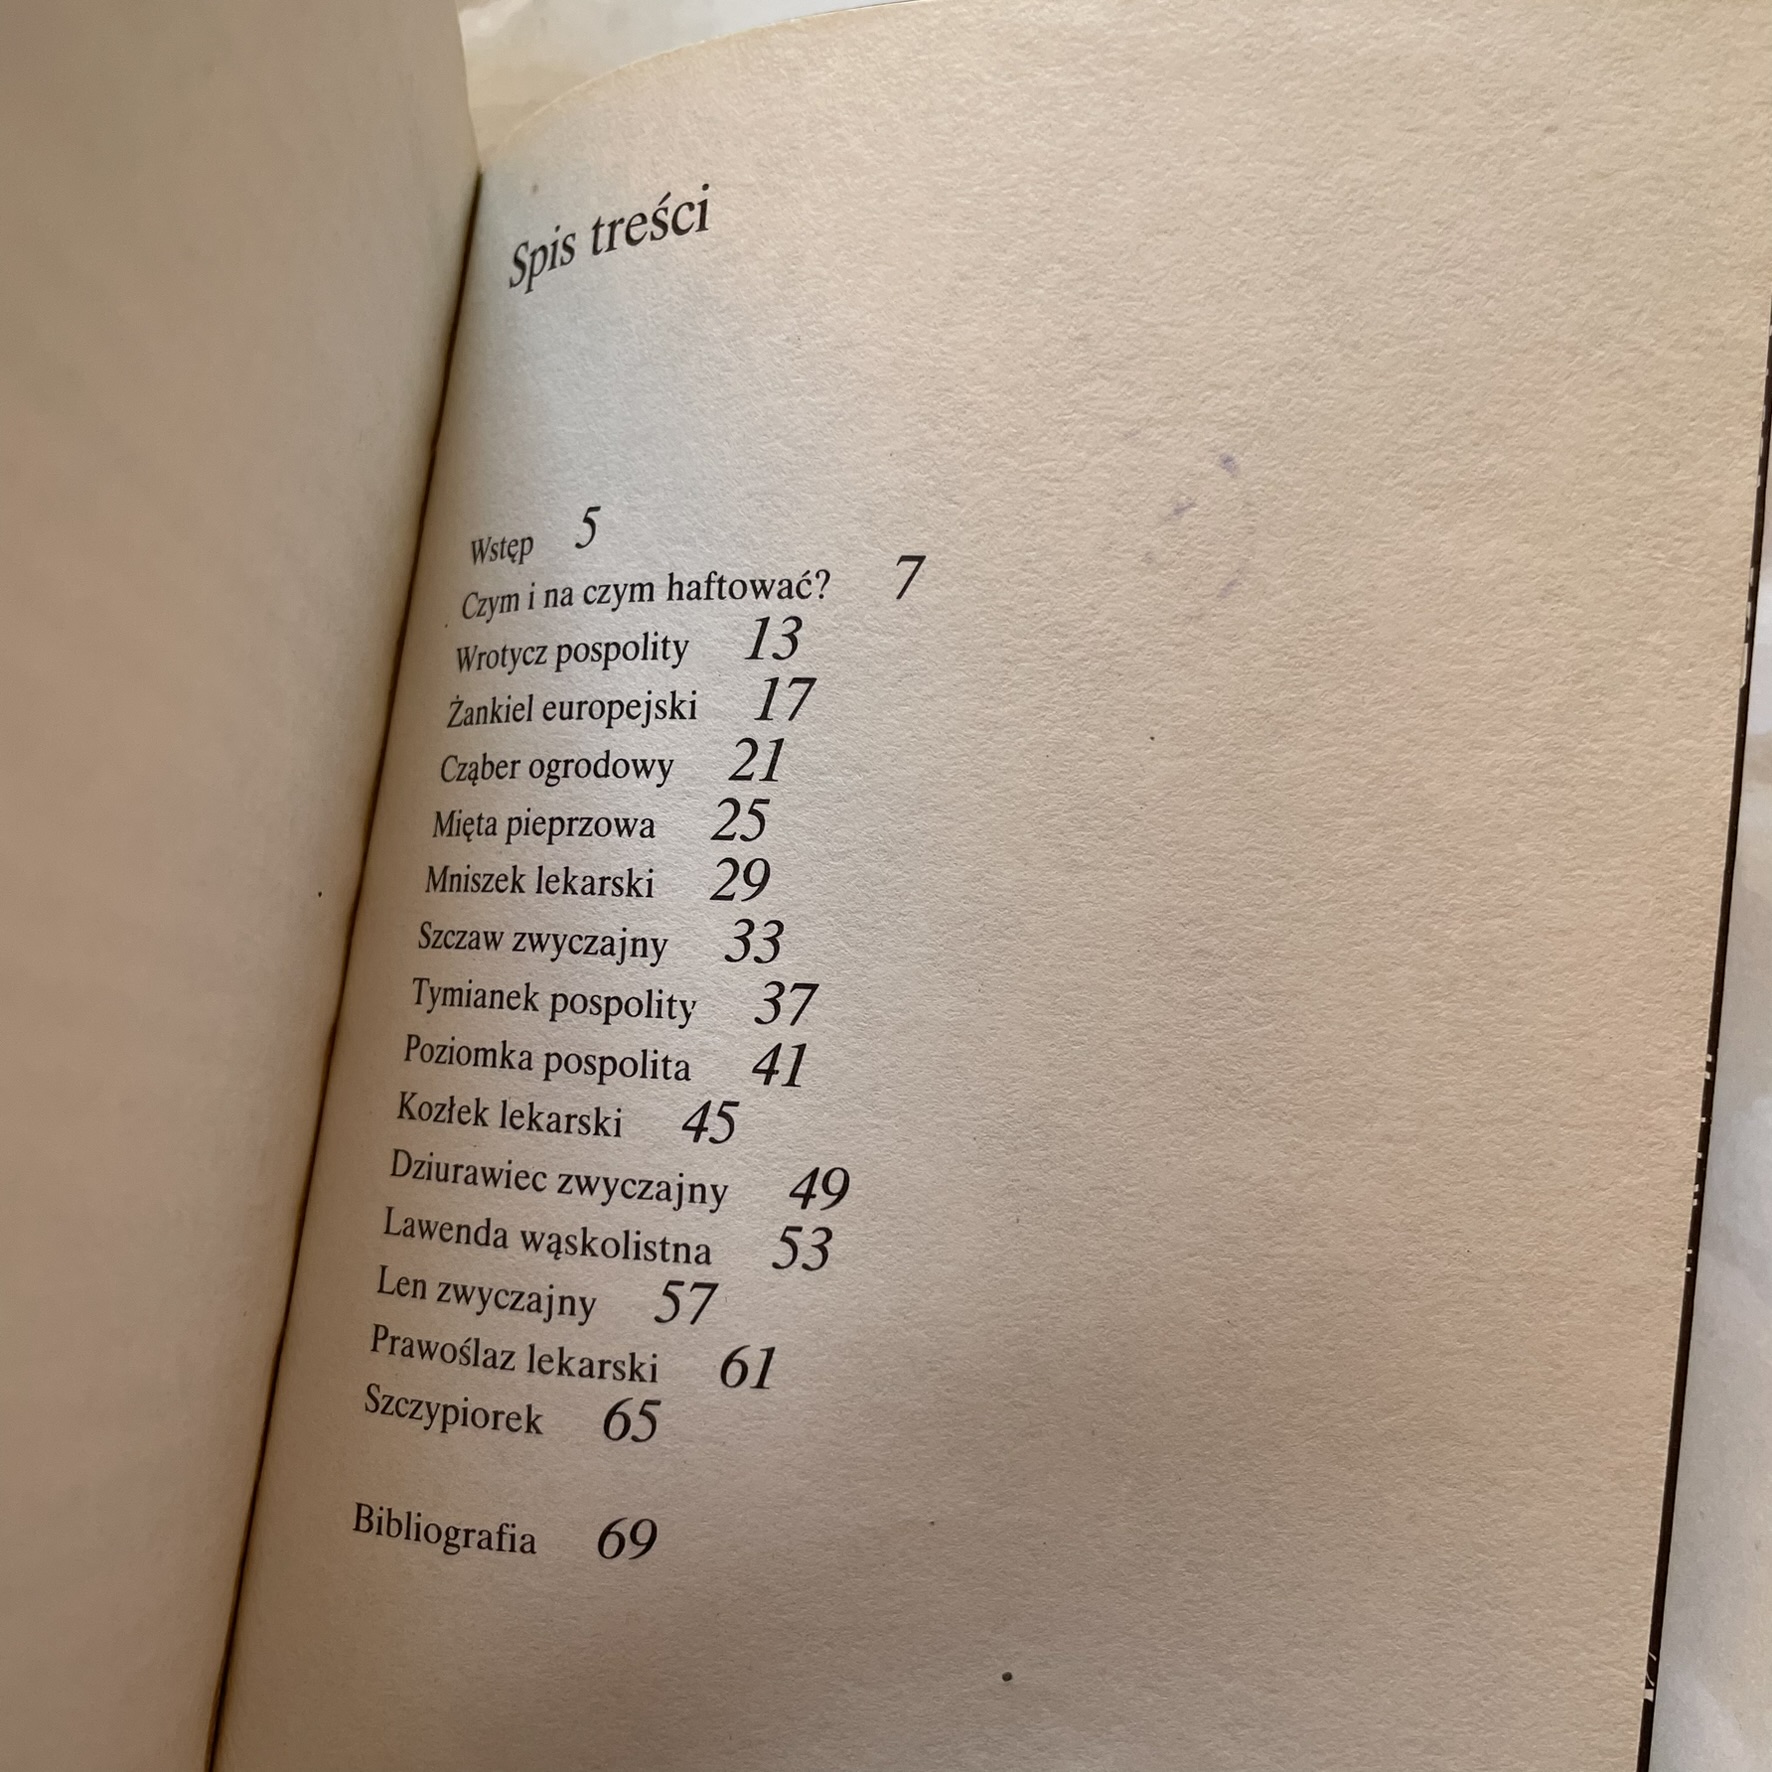 Spis treści
Wstęp 5
Czym i na czym haftować? 7
Wrotycz pospolity 13
Żankiel europejski 17
Cząber ogrodowy 21
Mięta pieprzowa 25
Mniszek lekarski 29
Szczaw zwyczajny 33
Tymianek pospolity 37
Poziomka pospolita 41
Kozłek lekarski 45
Dziurawiec zwyczajny 49
Lawenda wąskolistna 53
Len zwyczajny 57
Prawoślaz lekarski 61
Szczypiorek 65
Bibliografia 69